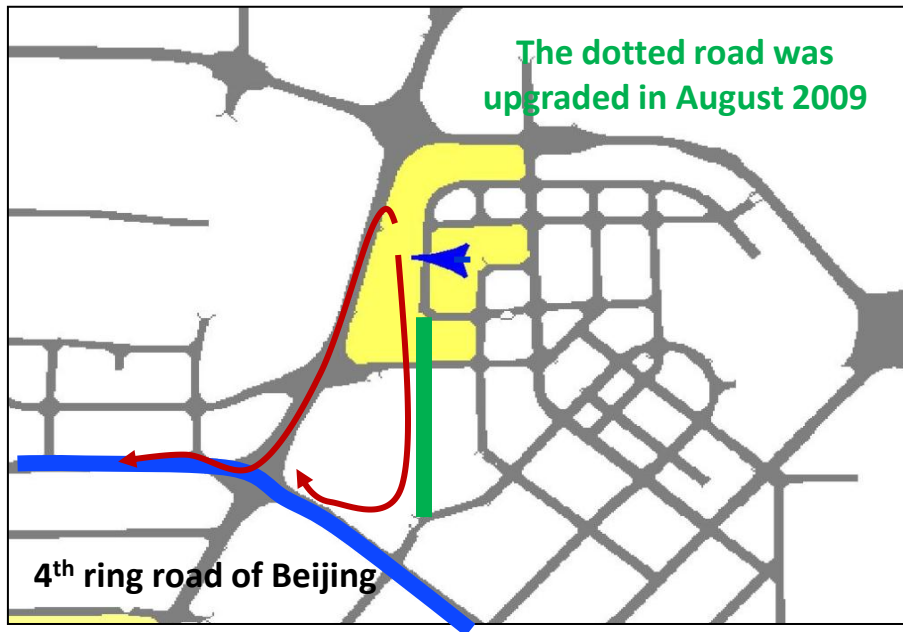 The dotted road was
upgraded in August 2009
4th ring road of Beijing